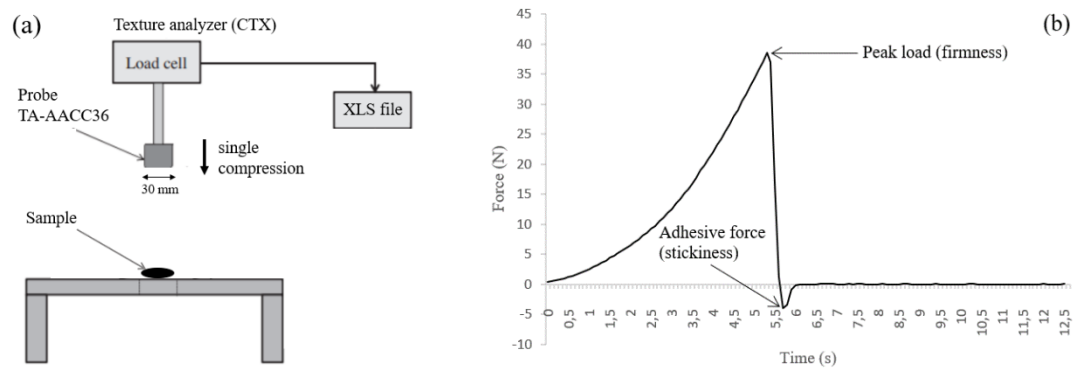 (a)
Texture analyzer (CTX)
Load cell
Probe
TA-AACC36
XLS file
single
compression
30 mm
Sample
(b)
45
40
35
30
25
20
15
10
5
0
-5
-10
Force (N)
Peak load (firmness)
Adhesive force
(stickiness)
0
0,5
1
1,5
2
2,5
3
3,5
4
4,5
5
5,5
6
6,5
7
7,5
8
8,5
9
9,5
10
10,5
11
11,5
12
12,5
Time (s)